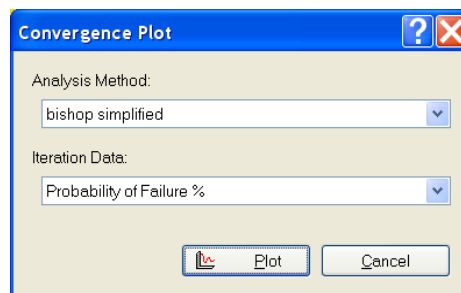 Convergence Plot
Analysis Method:
bishop simplified
Iteration Data:
Probability of Failure %
Plot
Cancel